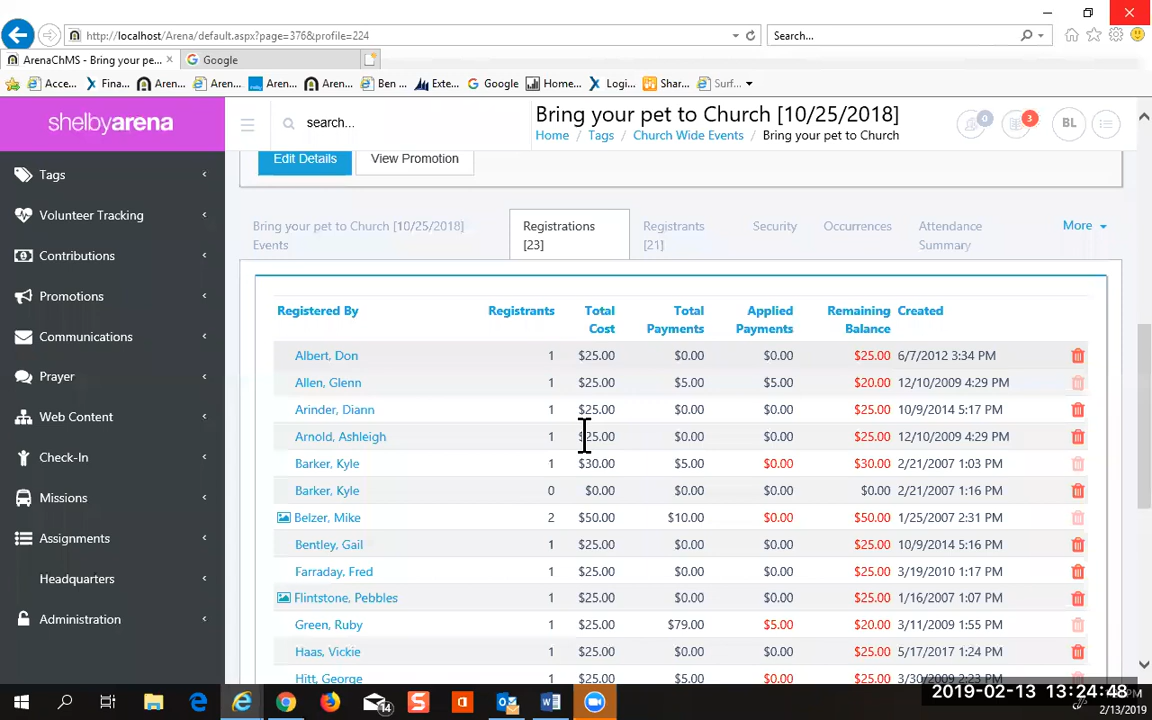 http://localhost/Arena/default.aspx?page=376&profile=224
Search...
ArenaChMS - Bring your pe...
Google
Acce...
Fina...
Aren...
Aren...
Aren...
Aren...
Ben ...
Exte...
Google
Home...
Logi...
Shar...
Surf...
shelbyarena
search...
Bring your pet to Church [10/25/2018]
Home / Tags / Church Wide Events / Bring your pet to Church
0
3
BL
Tags
Volunteer Tracking
Contributions
Promotions
Communications
Prayer
Web Content
Check-In
Missions
Assignments
Headquarters
Administration
Edit Details
View Promotion
Bring your pet to Church [10/25/2018]
Events
Registrations
[23]
Registrants
[21]
Security
Occurrences
Attendance
Summary
More
Registered By Registrants Total Cost Total Payments Applied Payments Remaining Balance Created
Albert, Don 1 $25.00 $0.00 $0.00 $25.00 6/7/2012 3:34 PM
Allen, Glenn 1 $25.00 $5.00 $5.00 $20.00 12/10/2009 4:29 PM
Arinder, Diann 1 $25.00 $0.00 $0.00 $25.00 10/9/2014 5:17 PM
Arnold, Ashleigh 1 $25.00 $0.00 $0.00 $25.00 12/10/2009 4:29 PM
Barker, Kyle 1 $30.00 $5.00 $0.00 $30.00 2/21/2007 1:03 PM
Barker, Kyle 0 $0.00 $0.00 $0.00 $0.00 2/21/2007 1:16 PM
Belzer, Mike 2 $50.00 $10.00 $0.00 $50.00 1/25/2007 2:31 PM
Bentley, Gail 1 $25.00 $0.00 $0.00 $25.00 10/9/2014 5:16 PM
Farraday, Fred 1 $25.00 $0.00 $0.00 $25.00 3/19/2010 1:17 PM
Flintstone, Pebbles 1 $25.00 $0.00 $0.00 $25.00 1/16/2007 1:07 PM
Green, Ruby 1 $25.00 $79.00 $5.00 $20.00 3/11/2009 1:55 PM
Haas, Vickie 1 $25.00 $0.00 $0.00 $25.00 5/17/2017 1:24 PM
Hitt, George 1 $25.00 $5.00 $0.00 $25.00 3/30/2009 2:23 PM
14
2019-02-13 13:24:48
2/13/2019